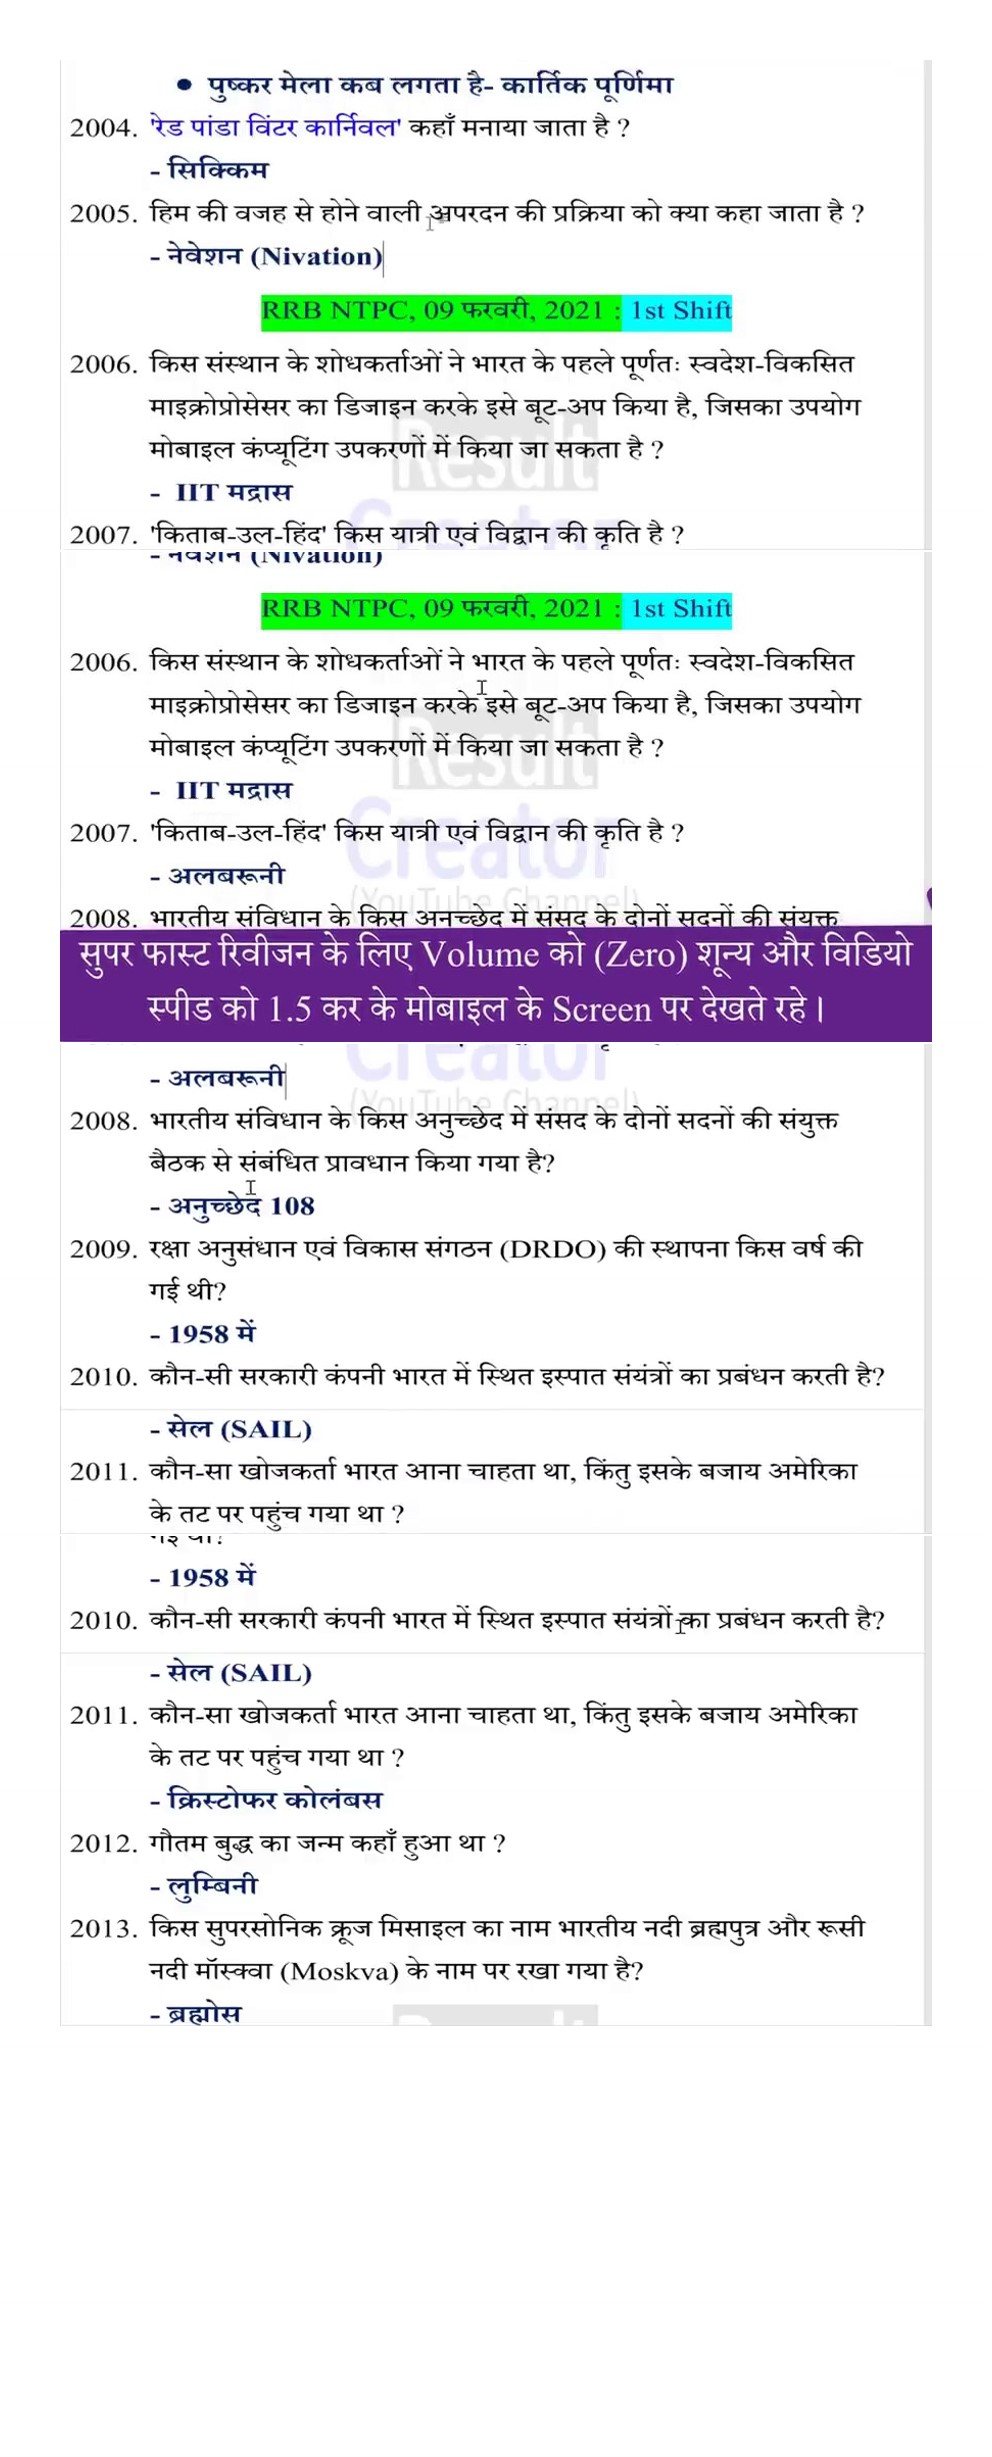 • पुष्कर मेला कब लगता है- कार्तिक पूर्णिमा
2004. 'रेड पांडा विंटर कार्निवल' कहाँ मनाया जाता है ?
- सिक्किम
2005. हिम की वजह से होने वाली अपरदन की प्रक्रिया को क्या कहा जाता है ?
- नेवेशन (Nivation)
RRB NTPC, 09 फरवरी, 2021 : 1st Shift
2006. किस संस्थान के शोधकर्ताओं ने भारत के पहले पूर्णतः स्वदेश-विकसित
माइक्रोप्रोसेसर का डिजाइन करके इसे बूट-अप किया है, जिसका उपयोग
मोबाइल कंप्यूटिंग उपकरणों में किया जा सकता है ?
Result
- IIT मद्रास
Creator
2007. 'किताब-उल-हिंद' किस यात्री एवं विद्वान की कृति है ?
- नेवेशन (Nivation)
RRB NTPC, 09 फरवरी, 2021 : 1st Shift
2006. किस संस्थान के शोधकर्ताओं ने भारत के पहले पूर्णतः स्वदेश-विकसित
माइक्रोप्रोसेसर का डिजाइन करके इसे बूट-अप किया है, जिसका उपयोग
मोबाइल कंप्यूटिंग उपकरणों में किया जा सकता है ?
Result
- IIT मद्रास
2007. 'किताब-उल-हिंद' किस यात्री एवं विद्वान की कृति है ?
Creator
- अलबरूनी
(YouTube Channel)
2008. भारतीय संविधान के किस अनुच्छेद में संसद के दोनों सदनों की संयुक्त
सुपर फास्ट रिवीजन के लिए Volume को (Zero) शून्य और विडियो
स्पीड को 1.5 कर के मोबाइल के Screen पर देखते रहे।
Creator
- अलबरूनी
(YouTube Channel)
2008. भारतीय संविधान के किस अनुच्छेद में संसद के दोनों सदनों की संयुक्त
बैठक से संबंधित प्रावधान किया गया है?
- अनुच्छेद 108
2009. रक्षा अनुसंधान एवं विकास संगठन (DRDO) की स्थापना किस वर्ष की
गई थी?
- 1958 में
2010. कौन-सी सरकारी कंपनी भारत में स्थित इस्पात संयंत्रों का प्रबंधन करती है?
- सेल (SAIL)
2011. कौन-सा खोजकर्ता भारत आना चाहता था, किंतु इसके बजाय अमेरिका
के तट पर पहुंच गया था ?
गई थी?
- 1958 में
2010. कौन-सी सरकारी कंपनी भारत में स्थित इस्पात संयंत्रों का प्रबंधन करती है?
- सेल (SAIL)
2011. कौन-सा खोजकर्ता भारत आना चाहता था, किंतु इसके बजाय अमेरिका
के तट पर पहुंच गया था ?
- क्रिस्टोफर कोलंबस
2012. गौतम बुद्ध का जन्म कहाँ हुआ था ?
- लुम्बिनी
2013. किस सुपरसोनिक क्रूज मिसाइल का नाम भारतीय नदी ब्रह्मपुत्र और रूसी
नदी मॉस्क्वा (Moskva) के नाम पर रखा गया है?
- ब्रह्मोस